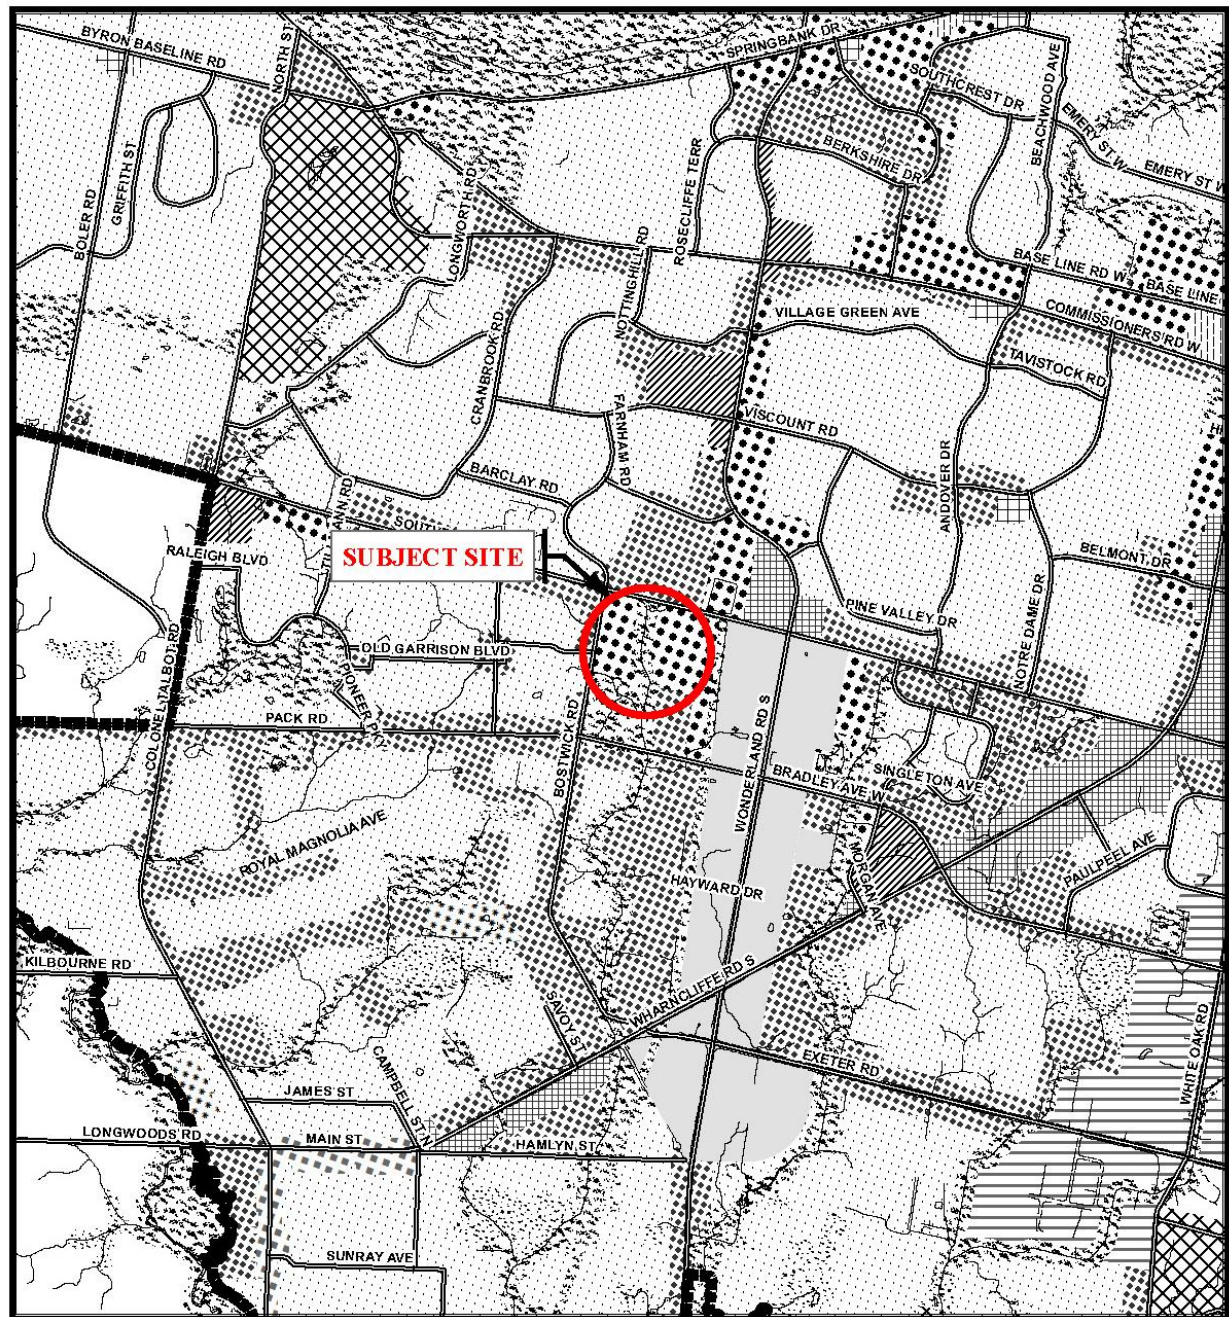 BYRON BASELINE RD
NORTH ST
SPRINGBANK DR
SOUTHCREST DR
BEACHWOOD AVE
EMERY ST W
EMERY ST W
GRIFFITH ST
BOLER RD
LONGWORTH RD
ROSECLIFFE TERR
BERKSHIRE DR
NOTTINGHILL RD
BASE LINE RD W
BASE LINE
COMMISSIONERS RD W
VILLAGE GREEN AVE
TAVISTOCK RD
CRANBROOK RD
FARNHAM RD
VISCOUNT RD
ANDOVER DR
BARCLAY RD
RALEIGH BLVD
SUBJECT SITE
BELMONT DR
NOTRE DAME DR
PINE VALLEY DR
OLD GARRISON BLVD
PIONEER PKY
COLONEL TALBOT RD
PACK RD
BOSTWICK RD
WONDERLAND RD S
BRADLEY AVE W
SINGLETON AVE
ROYAL MAGNOLIA AVE
HAYWARD DR
MORGAN AVE
PAULPEEL AVE
KILBOURNE RD
SAVOY ST
WHARNCLIFFE RD S
EXETER RD
WHITE OAK RD
CAMPBELL ST N
JAMES ST
LONGWOODS RD
MAIN ST
HAMLYN ST
SUNRAY AVE